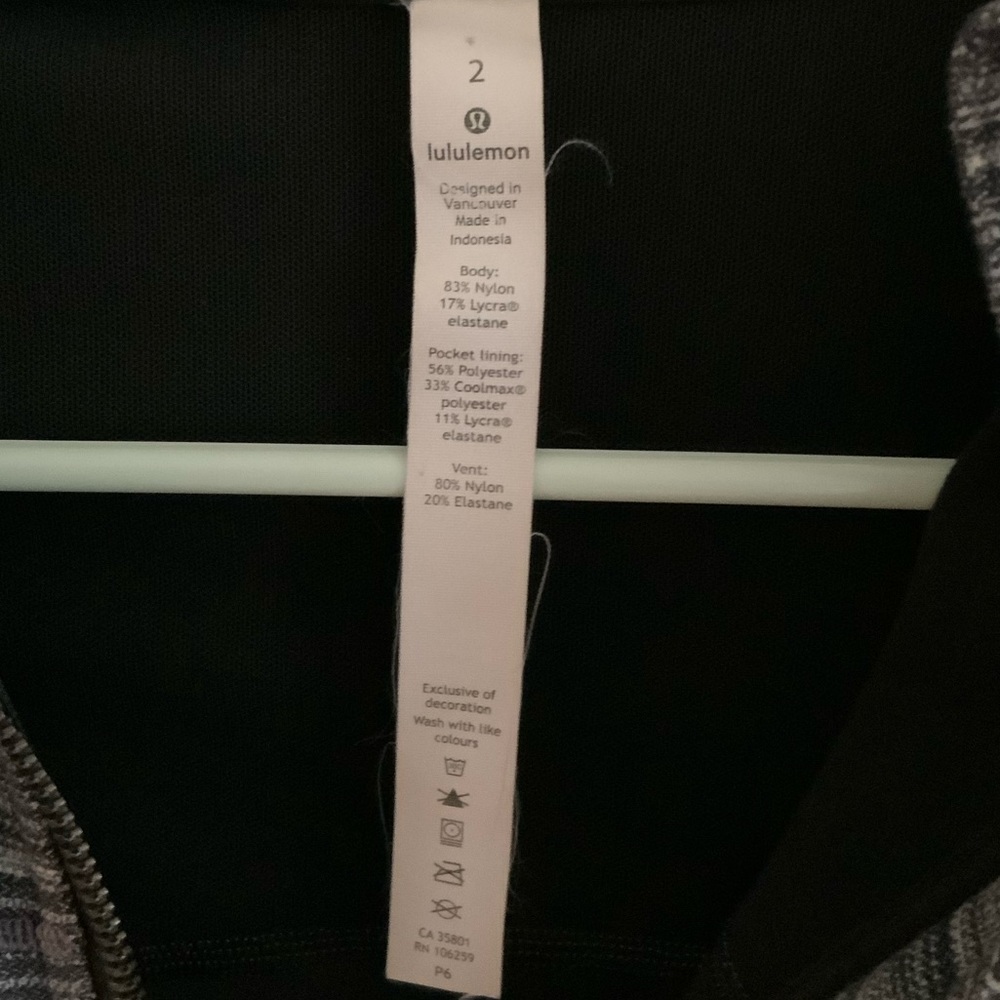 2
lululemon
Designed in
Vancouver
Made in
Indonesia
Body:
83% Nylon
17% Lycra®
elastane
Pocket lining:
56% Polyester
33% Coolmax®
polyester
11% Lycra®
elastane
Vent:
80% Nylon
20% Elastane
Exclusive of
decoration
Wash with like
colours
CA 35801
RN 106259
P6